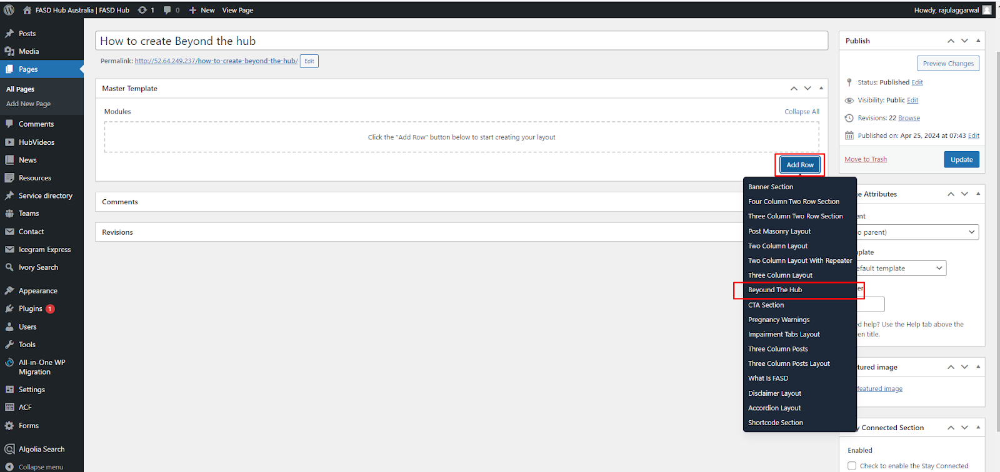 FASD Hub Australia | FASD Hub 1 0 New View Page Howdy, rajulaggarwal
Posts
Media
Pages
All Pages
Add New Page
Comments
HubVideos
News
Resources
Service directory
Teams
Contact
Icegram Express
Ivory Search
Appearance
Plugins 1
Users
Tools
All-in-One WP
Migration
Settings
ACF
Forms
Algolia Search
Collapse menu
How to create Beyond the hub
Permalink: http://52.64.249.237/how-to-create-beyond-the-hub/ Edit
Master Template
Modules Collapse All
Click the "Add Row" button below to start creating your layout
Add Row
Comments
Revisions
Banner Section
Four Column Two Row Section
Three Column Two Row Section
Post Masonry Layout
Two Column Layout
Two Column Layout With Repeater
Three Column Layout
Beyound The Hub
CTA Section
Pregnancy Warnings
Impairment Tabs Layout
Three Column Posts
Three Column Posts Layout
What Is FASD
Disclaimer Layout
Accordion Layout
Shortcode Section
Publish
Preview Changes
Status: Published Edit
Visibility: Public Edit
Revisions: 22 Browse
Published on: Apr 25, 2024 at 07:43 Edit
Move to Trash Update
Attributes
parent)
template
help? Use the Help tab above the
title.
image
featured image
Connected Section
Enabled
Check to enable the Stay Connected